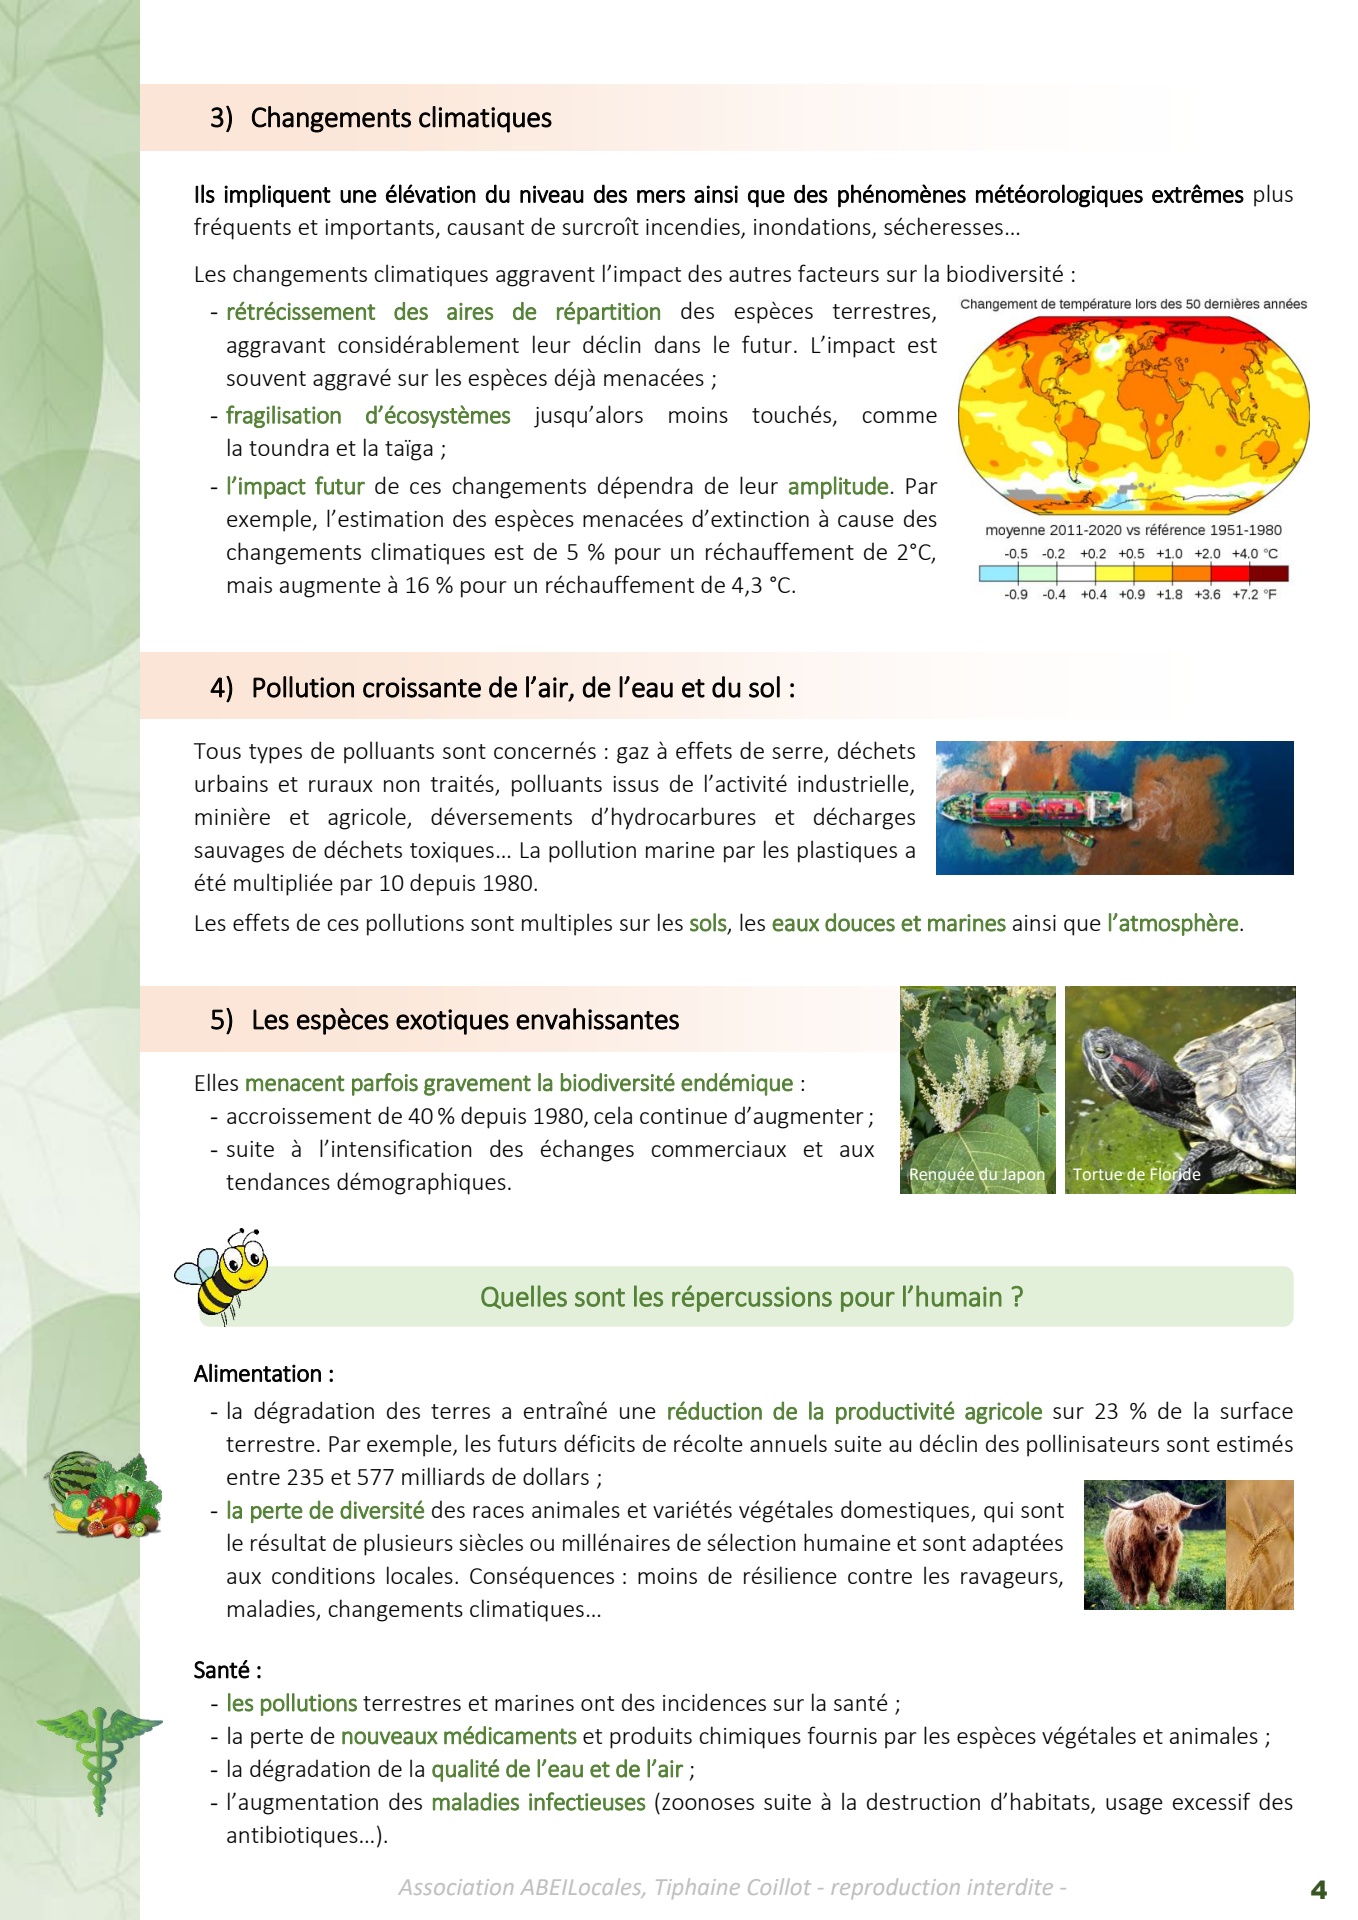 3) Changements climatiques
Ils impliquent une élévation du niveau des mers ainsi que des phénomènes météorologiques extrêmes plus
fréquents et importants, causant de surcroît incendies, inondations, sécheresses…
Les changements climatiques aggravent l’impact des autres facteurs sur la biodiversité :
- rétrécissement des aires de répartition des espèces terrestres,
aggravant considérablement leur déclin dans le futur. L’impact est
souvent aggravé sur les espèces déjà menacées ;
- fragilisation d’écosystèmes jusqu’alors moins touchés, comme
la toundra et la taïga ;
- l’impact futur de ces changements dépendra de leur amplitude. Par
exemple, l’estimation des espèces menacées d’extinction à cause des
changements climatiques est de 5 % pour un réchauffement de 2°C,
mais augmente à 16 % pour un réchauffement de 4,3 °C.
Changement de température lors des 50 dernières années
moyenne 2011-2020 vs référence 1951-1980
-0.5 -0.2 +0.2 +0.5 +1.0 +2.0 +4.0 °C
-0.9 -0.4 +0.4 +0.9 +1.8 +3.6 +7.2 °F
4) Pollution croissante de l’air, de l’eau et du sol :
Tous types de polluants sont concernés : gaz à effets de serre, déchets
urbains et ruraux non traités, polluants issus de l’activité industrielle,
minière et agricole, déversements d’hydrocarbures et décharges
sauvages de déchets toxiques… La pollution marine par les plastiques a
été multipliée par 10 depuis 1980.
Les effets de ces pollutions sont multiples sur les sols, les eaux douces et marines ainsi que l’atmosphère.
5) Les espèces exotiques envahissantes
Elles menacent parfois gravement la biodiversité endémique :
- accroissement de 40 % depuis 1980, cela continue d’augmenter ;
- suite à l’intensification des échanges commerciaux et aux
tendances démographiques.
Renouée du Japon
Tortue de Floride
Quelles sont les répercussions pour l’humain ?
Alimentation :
- la dégradation des terres a entraîné une réduction de la productivité agricole sur 23 % de la surface
terrestre. Par exemple, les futurs déficits de récolte annuels suite au déclin des pollinisateurs sont estimés
entre 235 et 577 milliards de dollars ;
- la perte de diversité des races animales et variétés végétales domestiques, qui sont
le résultat de plusieurs siècles ou millénaires de sélection humaine et sont adaptées
aux conditions locales. Conséquences : moins de résilience contre les ravageurs,
maladies, changements climatiques…
Santé :
- les pollutions terrestres et marines ont des incidences sur la santé ;
- la perte de nouveaux médicaments et produits chimiques fournis par les espèces végétales et animales ;
- la dégradation de la qualité de l’eau et de l’air ;
- l’augmentation des maladies infectieuses (zoonoses suite à la destruction d’habitats, usage excessif des
antibiotiques…).
Association ABEILocales, Tiphaine Coillot - reproduction interdite -
4